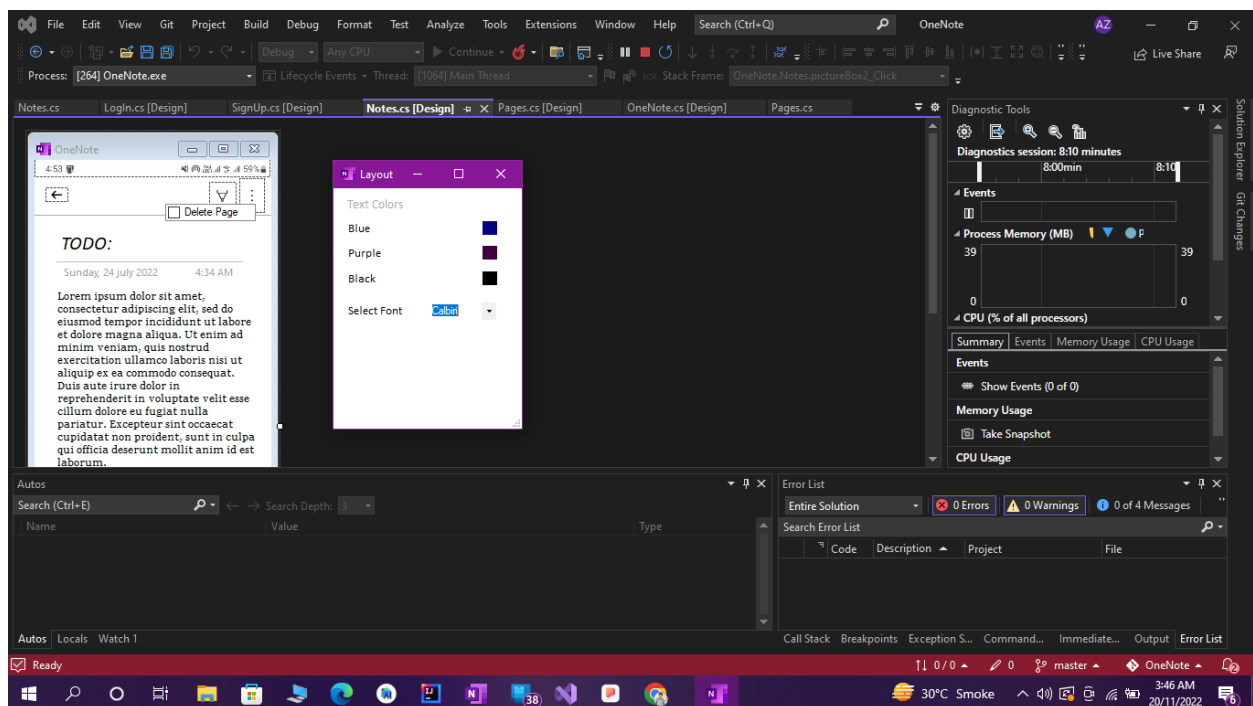 File Edit View Git Project Build Debug Format Test Analyze Tools Extensions Window Help Search (Ctrl+Q) OneNote AZ
Debug Any CPU Continue Live Share
Process: [264] OneNote.exe Lifecycle Events Thread: [1064] Main Thread Stack Frame: OneNote.Notes.pictureBox2_Click
Notes.cs LogIn.cs [Design] SignUp.cs [Design] Notes.cs [Design] Pages.cs [Design] OneNote.cs [Design] Pages.cs
OneNote
4:53 59%
Delete Page
TODO:
Sunday, 24 july 2022 4:34 AM
Lorem ipsum dolor sit amet,
consectetur adipiscing elit, sed do
eiusmod tempor incididunt ut labore
et dolore magna aliqua. Ut enim ad
minim veniam, quis nostrud
exercitation ullamco laboris nisi ut
aliquip ex ea commodo consequat.
Duis aute irure dolor in
reprehenderit in voluptate velit esse
cillum dolore eu fugiat nulla
pariatur. Excepteur sint occaecat
cupidatat non proident, sunt in culpa
qui officia deserunt mollit anim id est
laborum.
Layout
Text Colors
Blue
Purple
Black
Select Font Calbiri
Diagnostic Tools
Diagnostics session: 8:10 minutes
8:00min 8:10
Events
Process Memory (MB) P
39 39
0 0
CPU (% of all processors)
Summary Events Memory Usage CPU Usage
Events
Show Events (0 of 0)
Memory Usage
Take Snapshot
CPU Usage
Solution Explorer
Git Changes
Autos
Search (Ctrl+E) Search Depth: 3
Name Value Type
Autos Locals Watch 1
Error List
Entire Solution 0 Errors 0 Warnings 0 of 4 Messages
Search Error List
Code Description Project File
Call Stack Breakpoints Exception S... Command... Immediate... Output Error List
Ready 0 / 0 0 master OneNote 2
38 30°C Smoke 3:46 AM
20/11/2022 6